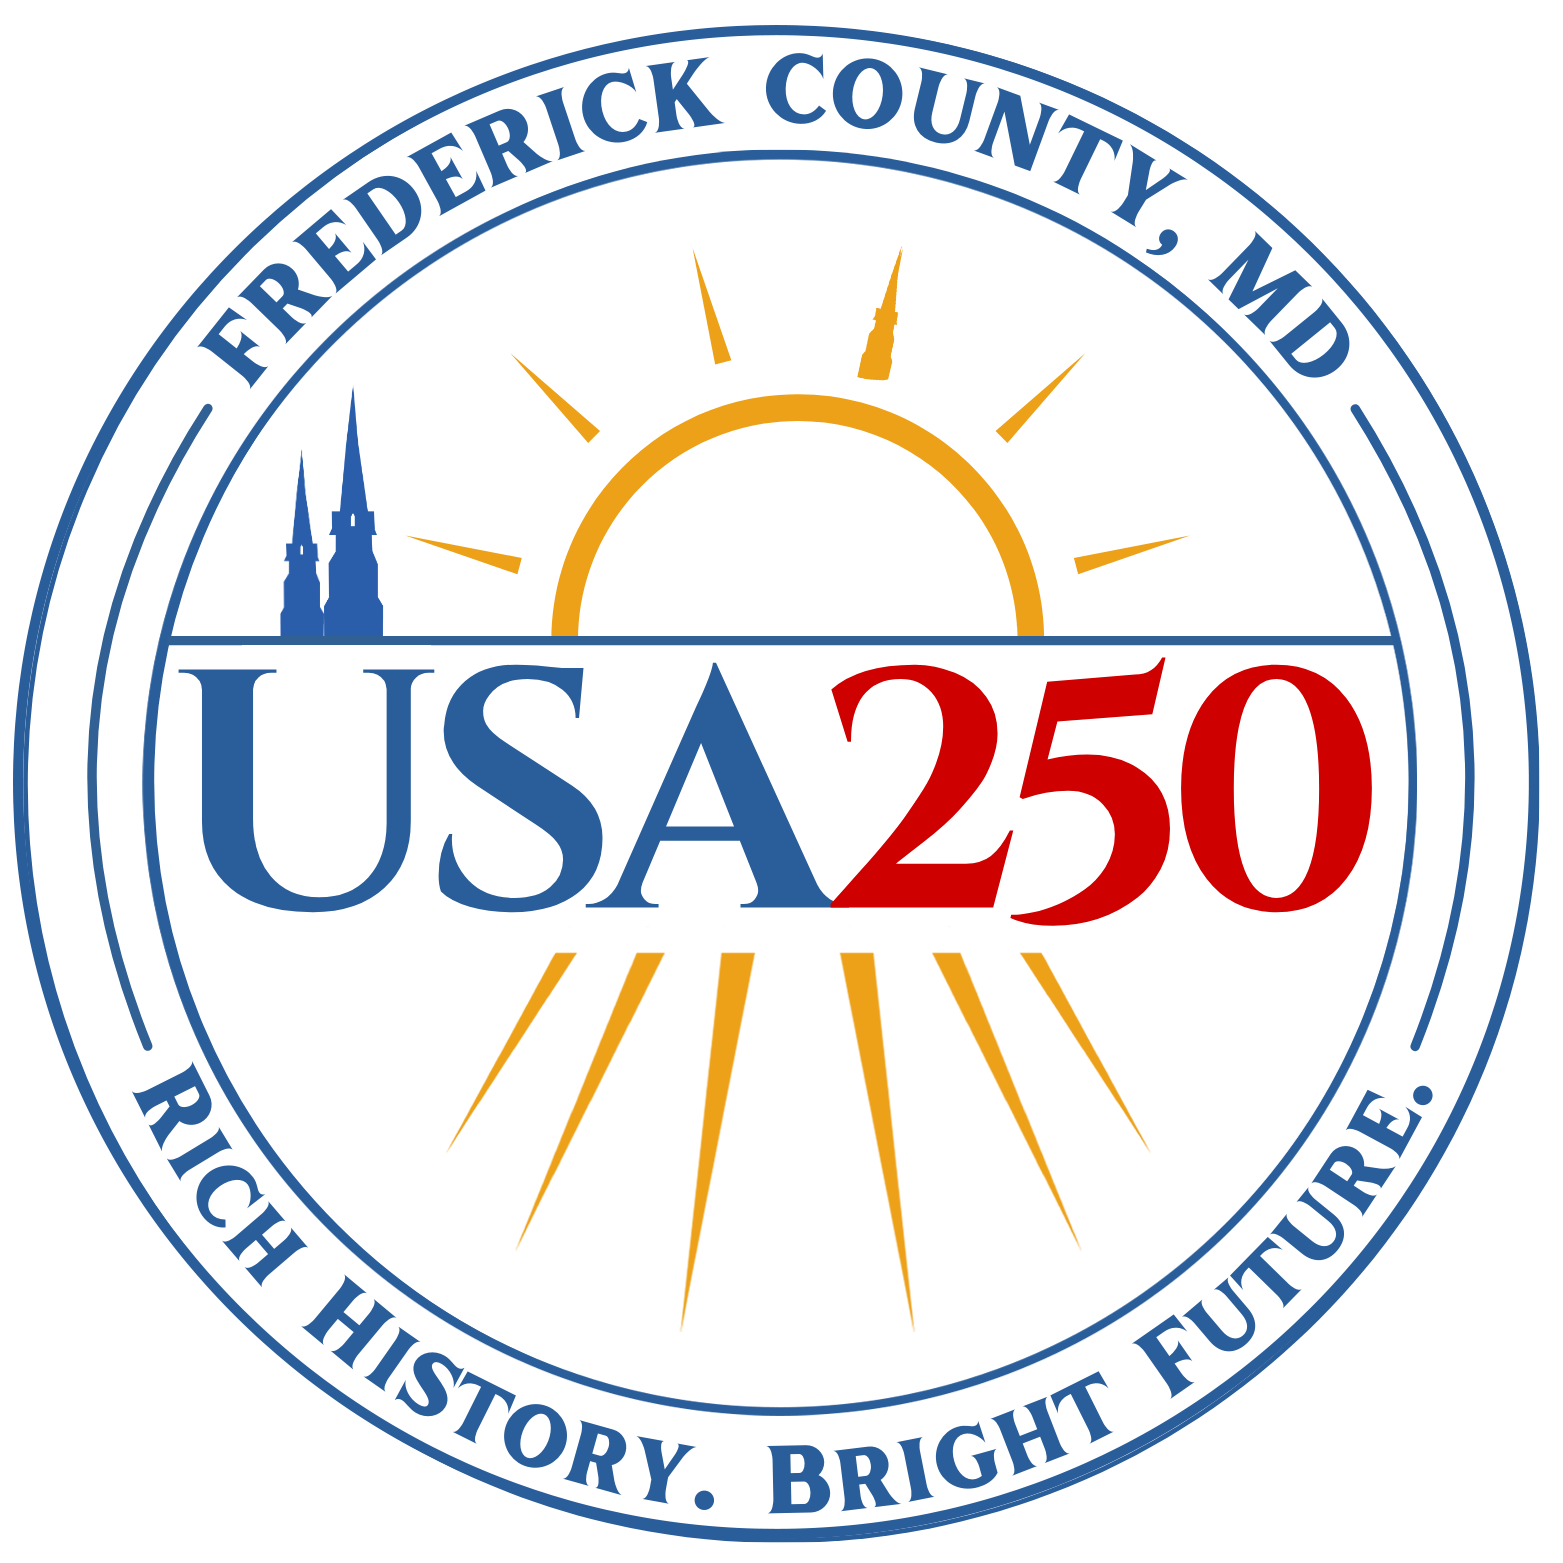 FREDERICK COUNTY, MD
USA250
RICH HISTORY. BRIGHT FUTURE.